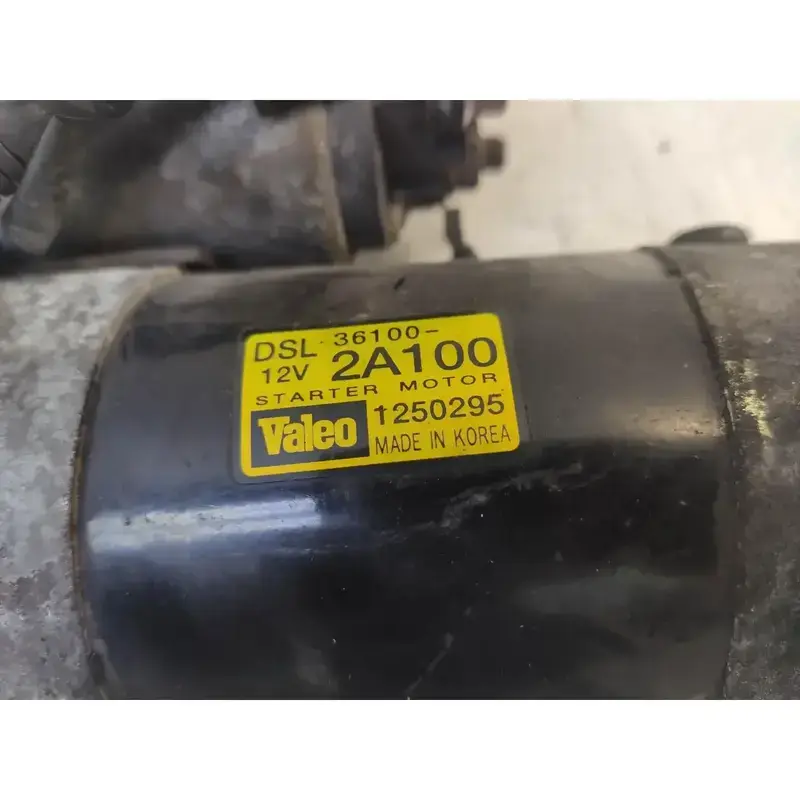 DSL 36100-
12V 2A100
STARTER MOTOR
Valeo 1250295
MADE IN KOREA